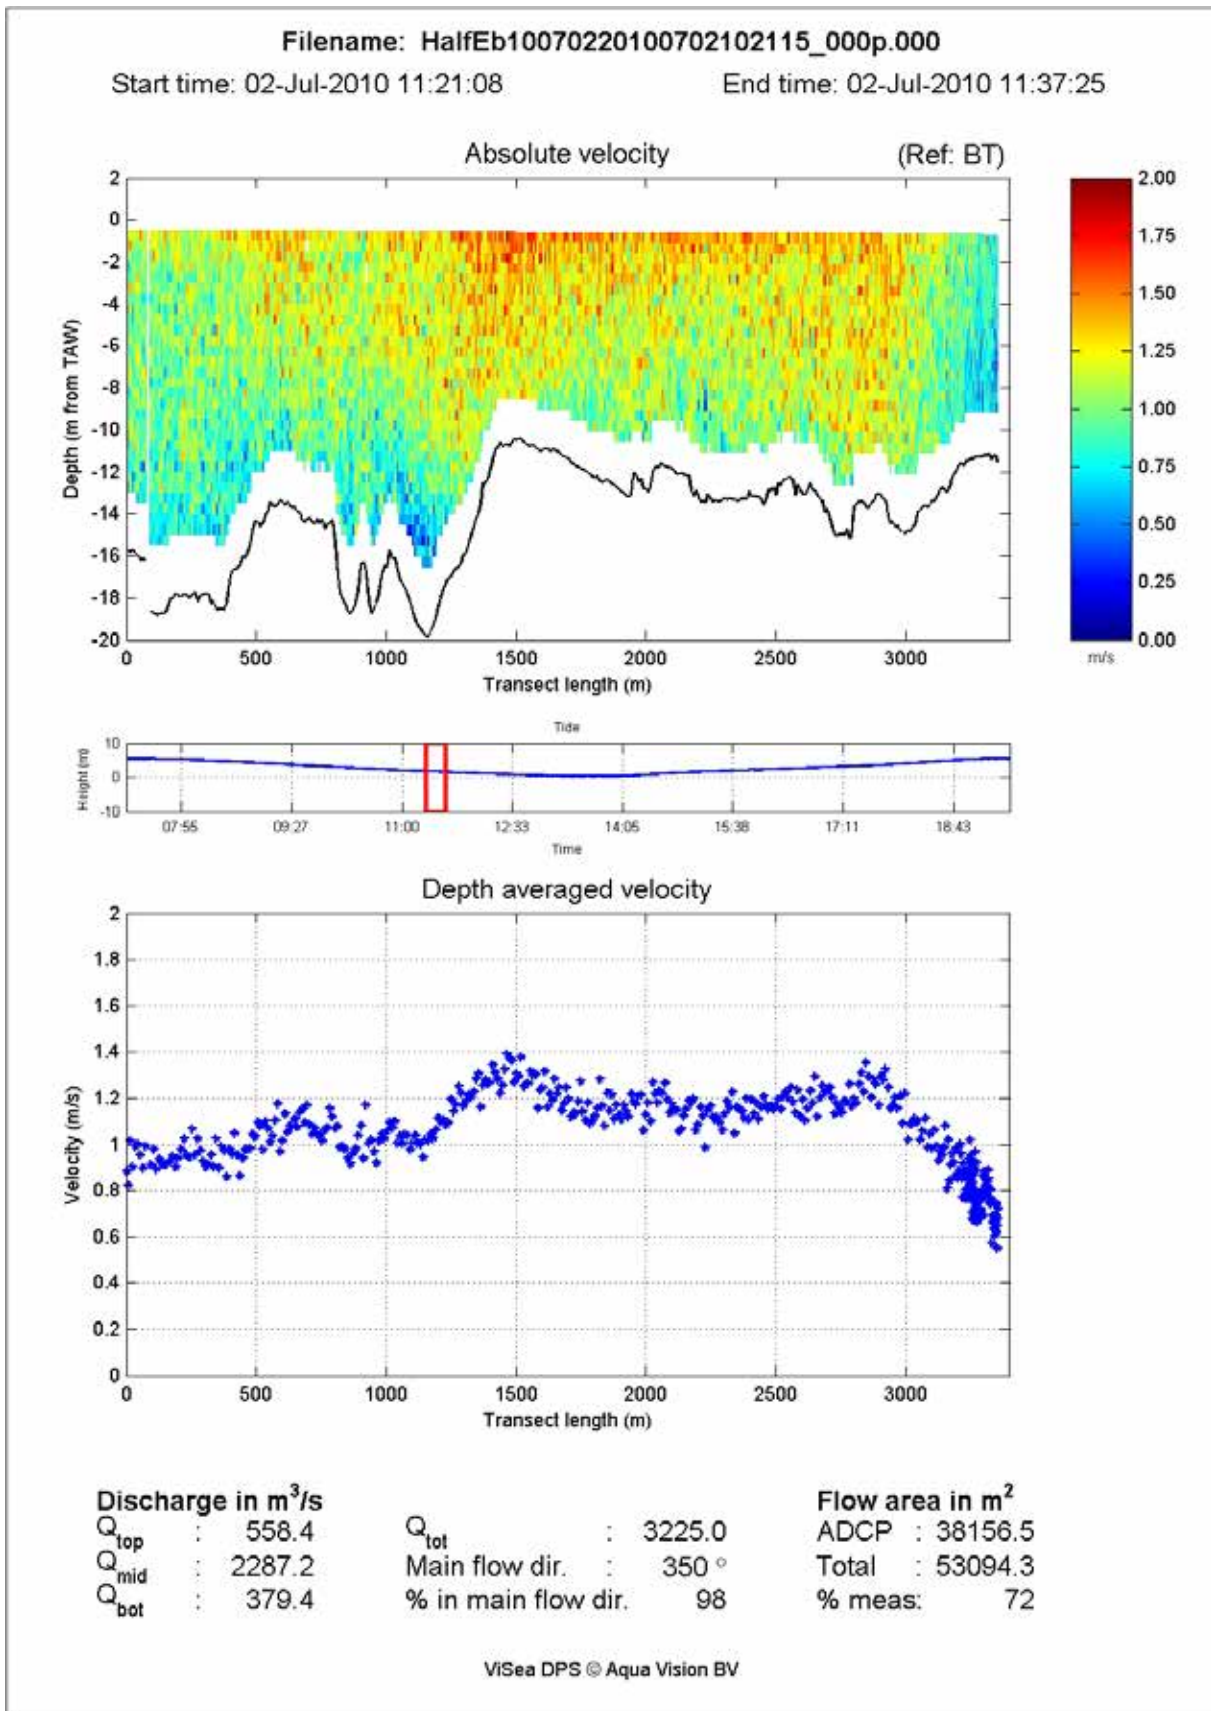 Filename: HalfEb10070220100702102115_000p.000
Start time: 02-Jul-2010 11:21:08 End time: 02-Jul-2010 11:37:25
Absolute velocity (Ref: BT)
2
0
-2
-4
-6
-8
-10
-12
-14
-16
-18
-20
Depth (m from TAW)
0 500 1000 1500 2000 2500 3000
Transect length (m)
2.00
1.75
1.50
1.25
1.00
0.75
0.50
0.25
0.00
m/s
Tide
10
0
-10
Height (m)
07:55 09:27 11:00 12:33 14:05 15:38 17:11 18:43
Time
Depth averaged velocity
2
1.8
1.6
1.4
1.2
1
0.8
0.6
0.4
0.2
0
Velocity (m/s)
0 500 1000 1500 2000 2500 3000
Transect length (m)
Discharge in m³/s Flow area in m²
Qtop : 558.4 Qtot : 3225.0 ADCP : 38156.5
Qmid : 2287.2 Main flow dir. : 350 ° Total : 53094.3
Qbot : 379.4 % in main flow dir. 98 % meas: 72
ViSea DPS © Aqua Vision BV